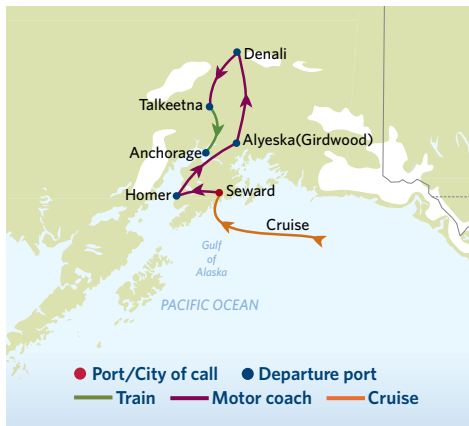 Denali
Talkeetna
Alyeska(Girdwood)
Anchorage
Homer
Seward
Cruise
Gulf
of
Alaska
PACIFIC OCEAN
Port/City of call
Departure port
Train
Motor coach
Cruise